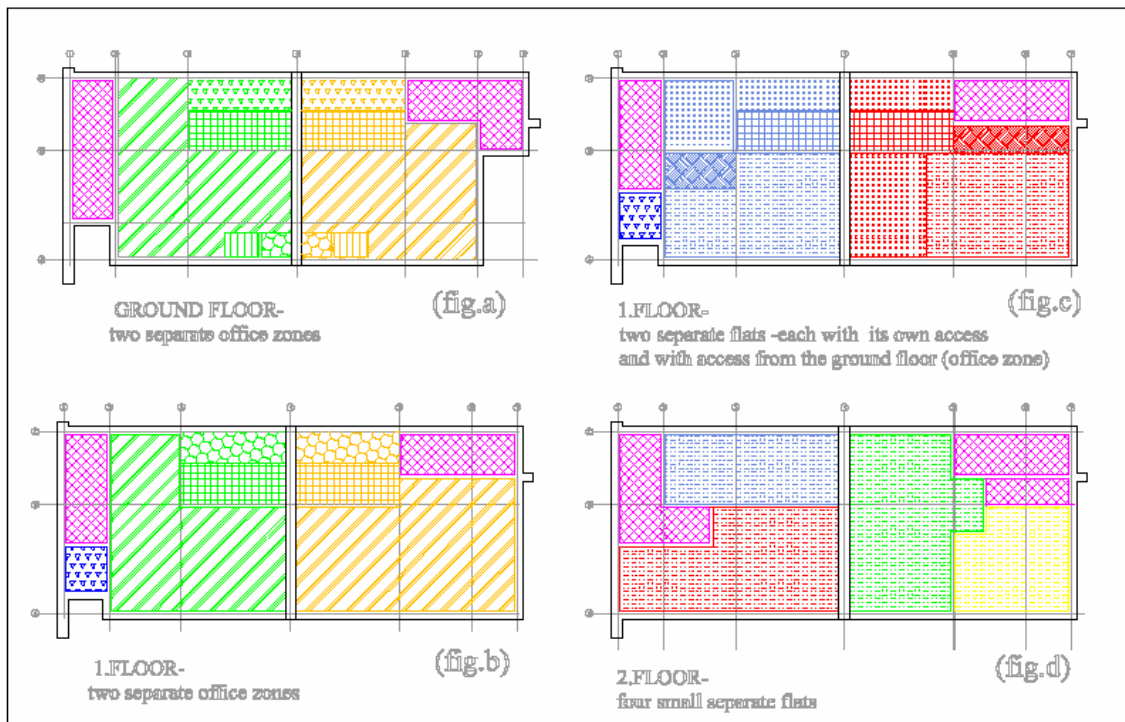 (fig.a)
GROUND FLOOR-
two separate office zones
(fig.c)
1.FLOOR-
two separate flats -each with its own access
and with access from the ground floor (office zone)
(fig.b)
1.FLOOR-
two separate office zones
(fig.d)
2.FLOOR-
four small separate flats